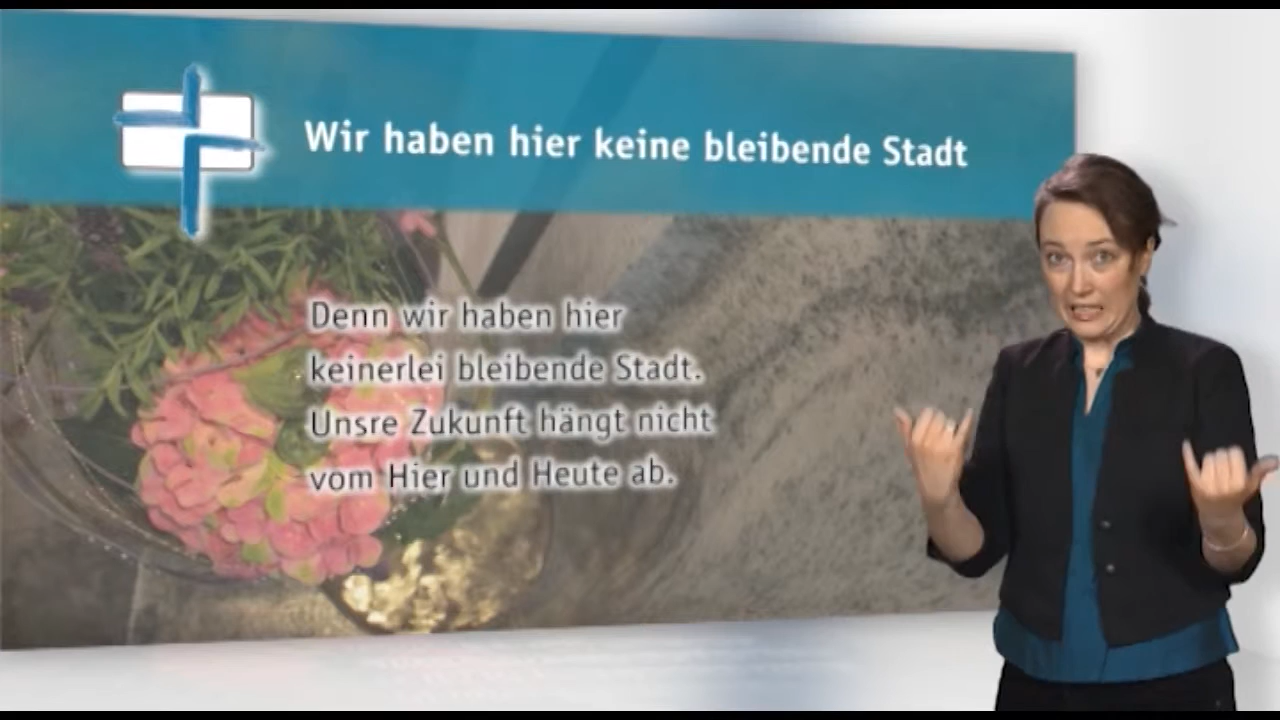 Wir haben hier keine bleibende Stadt
Denn wir haben hier
keinerlei bleibende Stadt.
Unsre Zukunft hängt nicht
vom Hier und Heute ab.